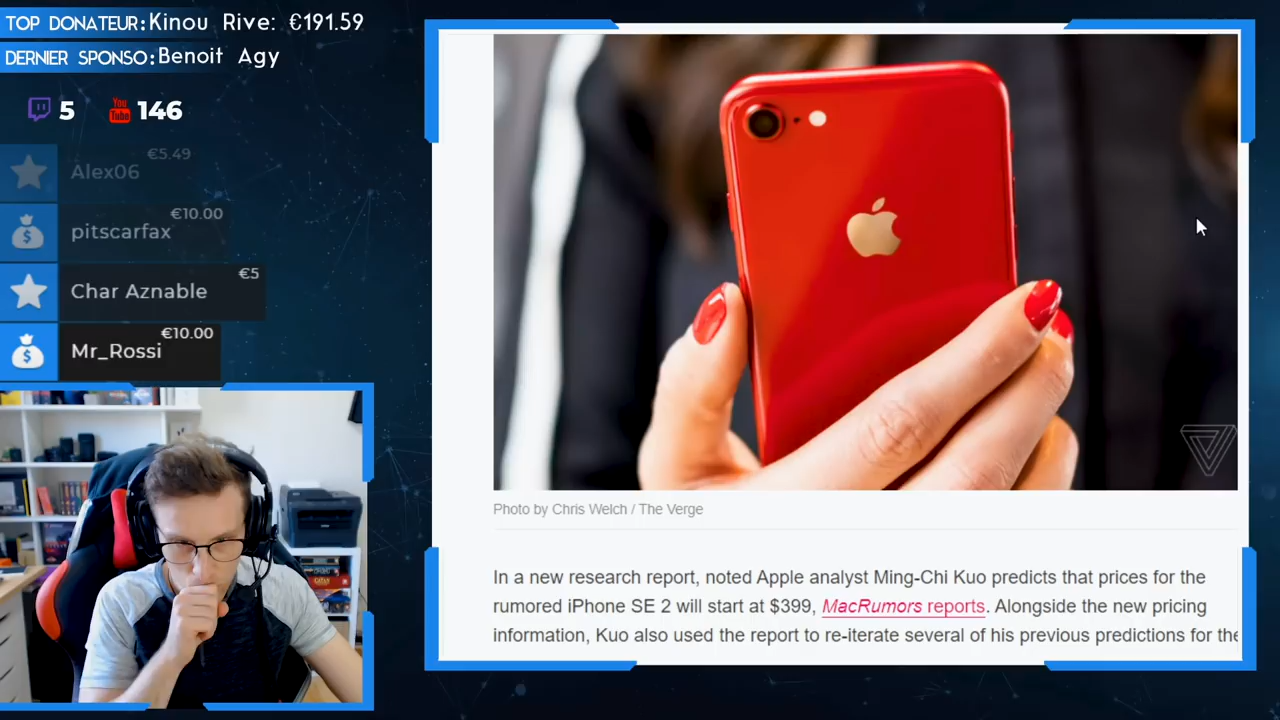 TOP DONATEUR: Kinou Rive: €191.59
DERNIER SPONSO: Benoit Agy
5
You Tube 146
€5.49
Alex06
€10.00
pitscarfax
€5
Char Aznable
€10.00
Mr_Rossi
Photo by Chris Welch / The Verge
In a new research report, noted Apple analyst Ming-Chi Kuo predicts that prices for the
rumored iPhone SE 2 will start at $399, MacRumors reports. Alongside the new pricing
information, Kuo also used the report to re-iterate several of his previous predictions for the